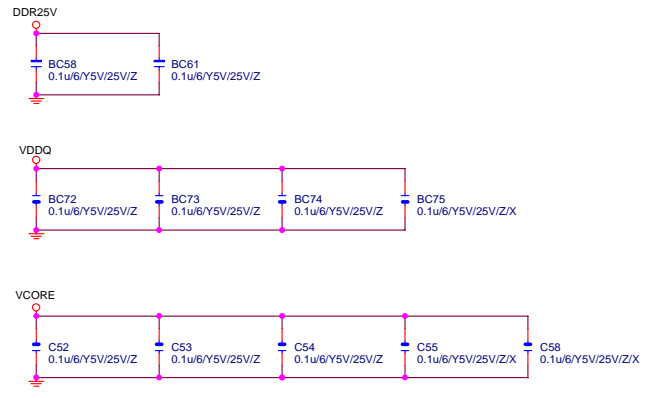 DDR25V
BC58 BC61
0.1u/6/Y5V/25V/Z 0.1u/6/Y5V/25V/Z
VDDQ
BC72 BC73 BC74 BC75
0.1u/6/Y5V/25V/Z 0.1u/6/Y5V/25V/Z 0.1u/6/Y5V/25V/Z 0.1u/6/Y5V/25V/Z/X
VCORE
C52 C53 C54 C55 C58
0.1u/6/Y5V/25V/Z 0.1u/6/Y5V/25V/Z 0.1u/6/Y5V/25V/Z 0.1u/6/Y5V/25V/Z/X 0.1u/6/Y5V/25V/Z/X